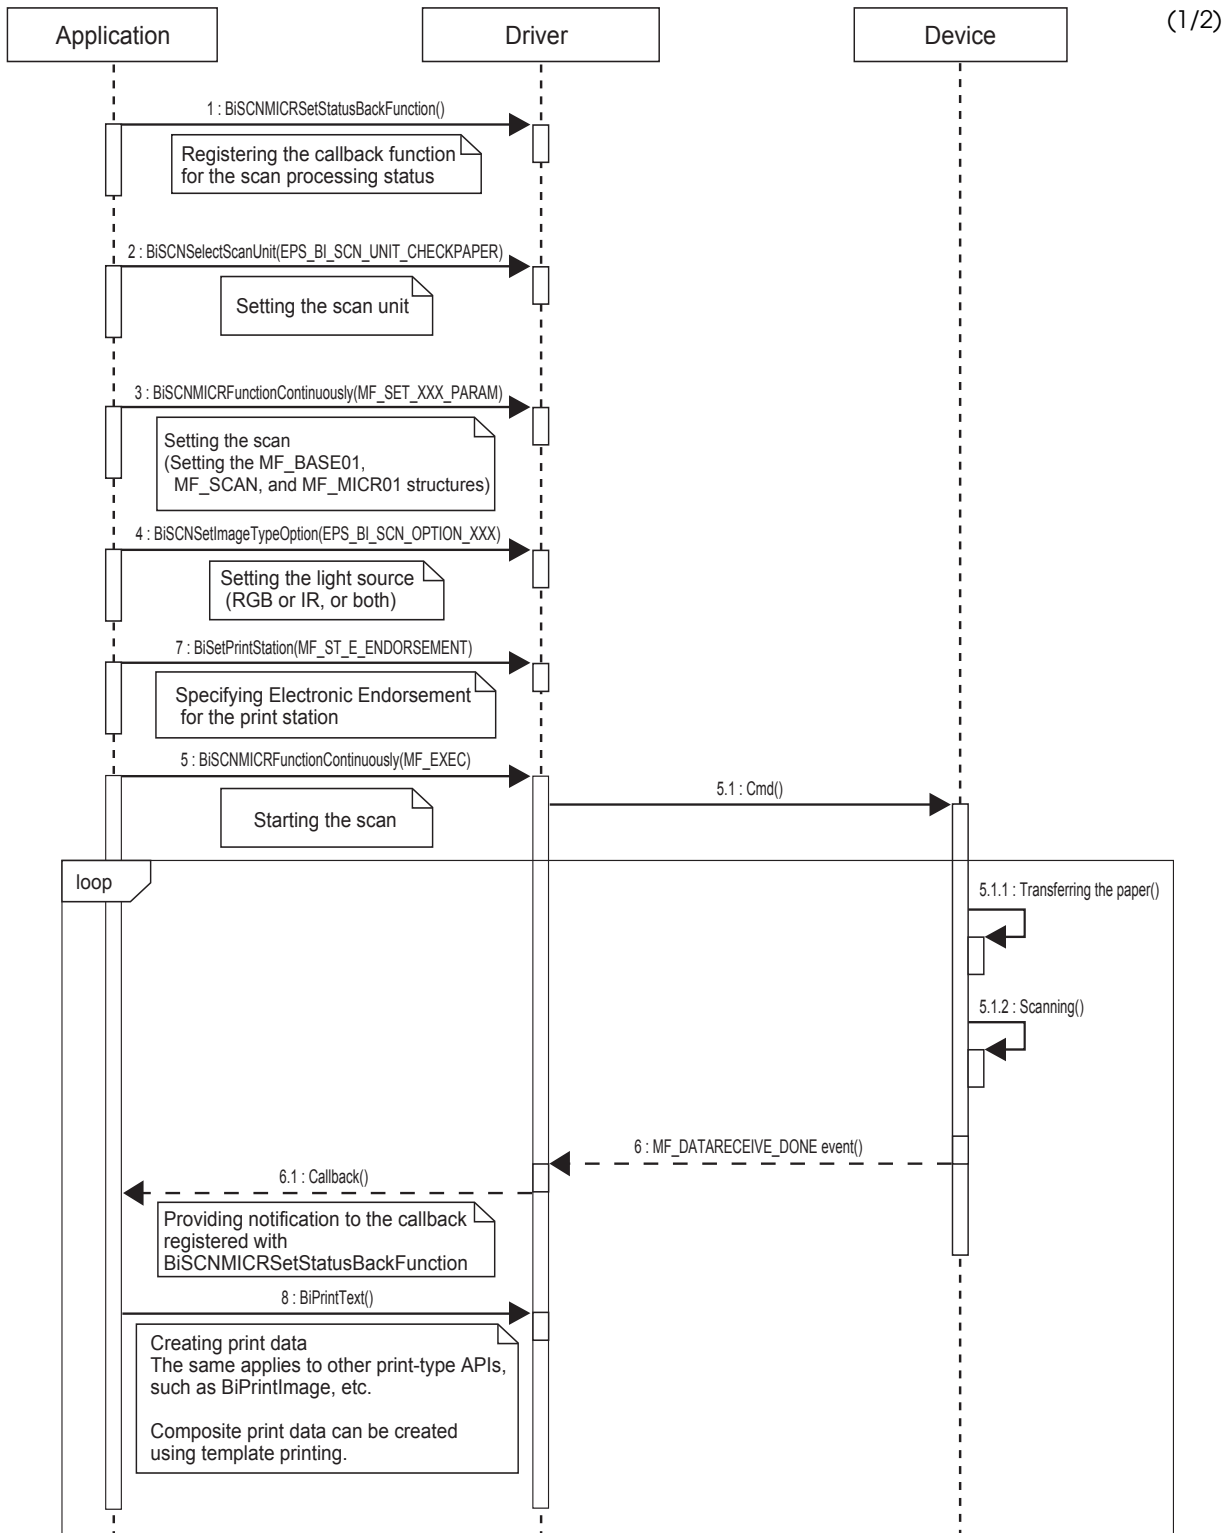 (1/2)
Application
Driver
Device
1 : BiSCNMICRSetStatusBackFunction()
Registering the callback function
for the scan processing status
2 : BiSCNSelectScanUnit(EPS_BI_SCN_UNIT_CHECKPAPER)
Setting the scan unit
3 : BiSCNMICRFunctionContinuously(MF_SET_XXX_PARAM)
Setting the scan
(Setting the MF_BASE01,
MF_SCAN, and MF_MICR01 structures)
4 : BiSCNSetImageTypeOption(EPS_BI_SCN_OPTION_XXX)
Setting the light source
(RGB or IR, or both)
7 : BiSetPrintStation(MF_ST_E_ENDORSEMENT)
Specifying Electronic Endorsement
for the print station
5 : BiSCNMICRFunctionContinuously(MF_EXEC)
5.1 : Cmd()
Starting the scan
loop
5.1.1 : Transferring the paper()
5.1.2 : Scanning()
6 : MF_DATARECEIVE_DONE event()
6.1 : Callback()
Providing notification to the callback
registered with
BiSCNMICRSetStatusBackFunction
8 : BiPrintText()
Creating print data
The same applies to other print-type APIs,
such as BiPrintImage, etc.
Composite print data can be created
using template printing.